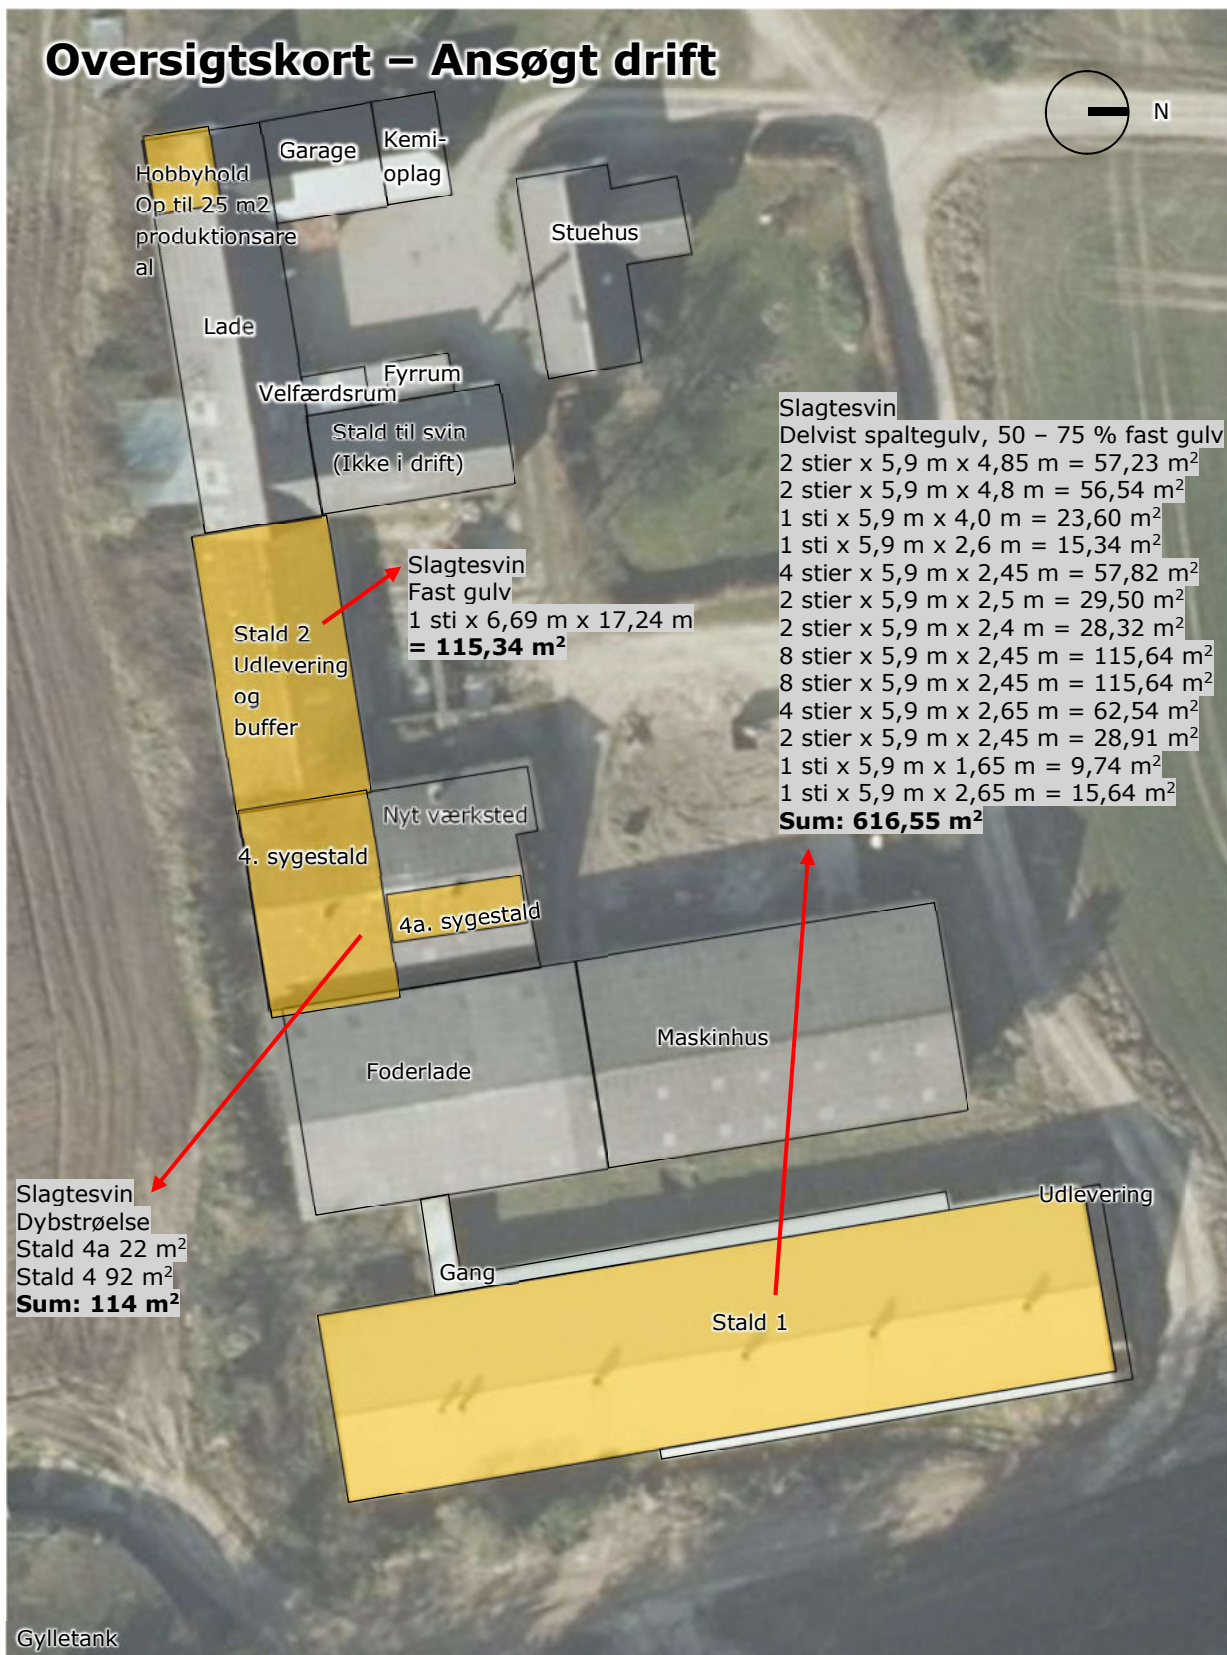 Oversigtskort – Ansøgt drift
N
Garage
Kemi-
oplag
Hobbyhold
Op til 25 m2
produktionsare
al
Stuehus
Lade
Fyrrum
Velfærdsrum
Stald til svin
(Ikke i drift)
Slagtesvin
Delvist spaltegulv, 50 – 75 % fast gulv
2 stier x 5,9 m x 4,85 m = 57,23 m²
2 stier x 5,9 m x 4,8 m = 56,54 m²
1 sti x 5,9 m x 4,0 m = 23,60 m²
1 sti x 5,9 m x 2,6 m = 15,34 m²
4 stier x 5,9 m x 2,45 m = 57,82 m²
2 stier x 5,9 m x 2,5 m = 29,50 m²
2 stier x 5,9 m x 2,4 m = 28,32 m²
8 stier x 5,9 m x 2,45 m = 115,64 m²
8 stier x 5,9 m x 2,45 m = 115,64 m²
4 stier x 5,9 m x 2,65 m = 62,54 m²
2 stier x 5,9 m x 2,45 m = 28,91 m²
1 sti x 5,9 m x 1,65 m = 9,74 m²
1 sti x 5,9 m x 2,65 m = 15,64 m²
Sum: 616,55 m²
Slagtesvin
Fast gulv
1 sti x 6,69 m x 17,24 m
= 115,34 m²
Stald 2
Udlevering
og
buffer
Nyt værksted
4. sygestald
4a. sygestald
Maskinhus
Foderlade
Slagtesvin
Dybstrøelse
Stald 4a 22 m²
Stald 4 92 m²
Sum: 114 m²
Udlevering
Gang
Stald 1
Gylletank